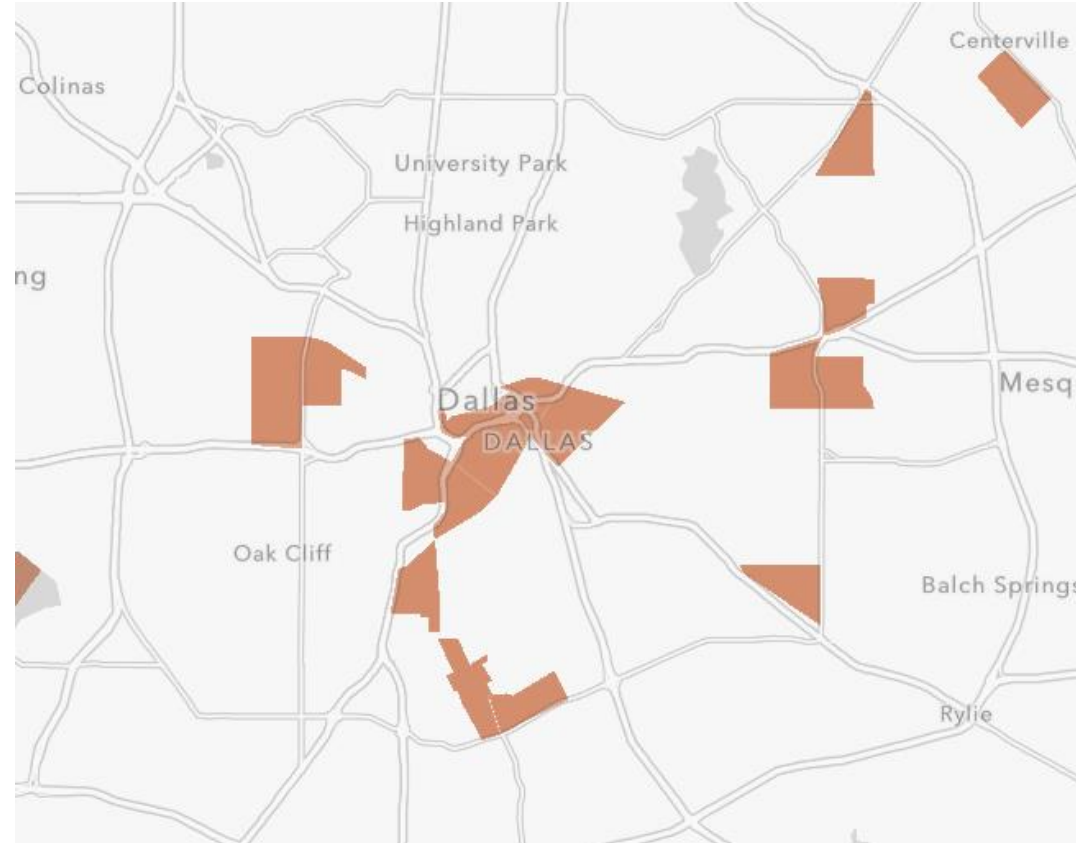 Centerville
Colinas
University Park
Highland Park
ng
Mesq
Dallas
DALLAS
Oak Cliff
Balch Springs
Rylie